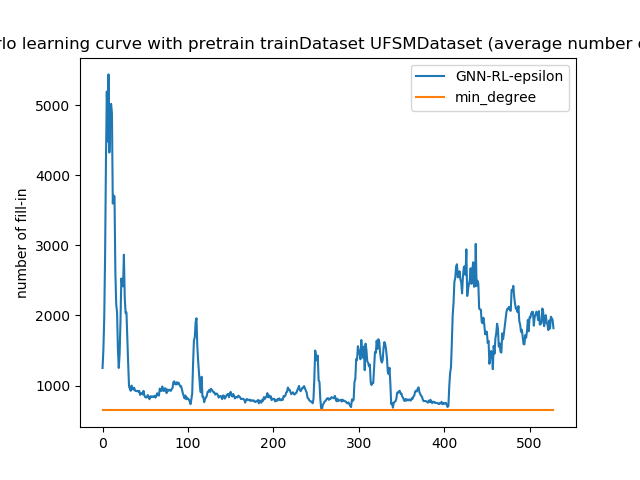 learning curve with pretrain trainDataset UFSMDataset (average number
GNN-RL-epsilon
min_degree
number of fill-in
5000
4000
3000
2000
1000
0 100 200 300 400 500